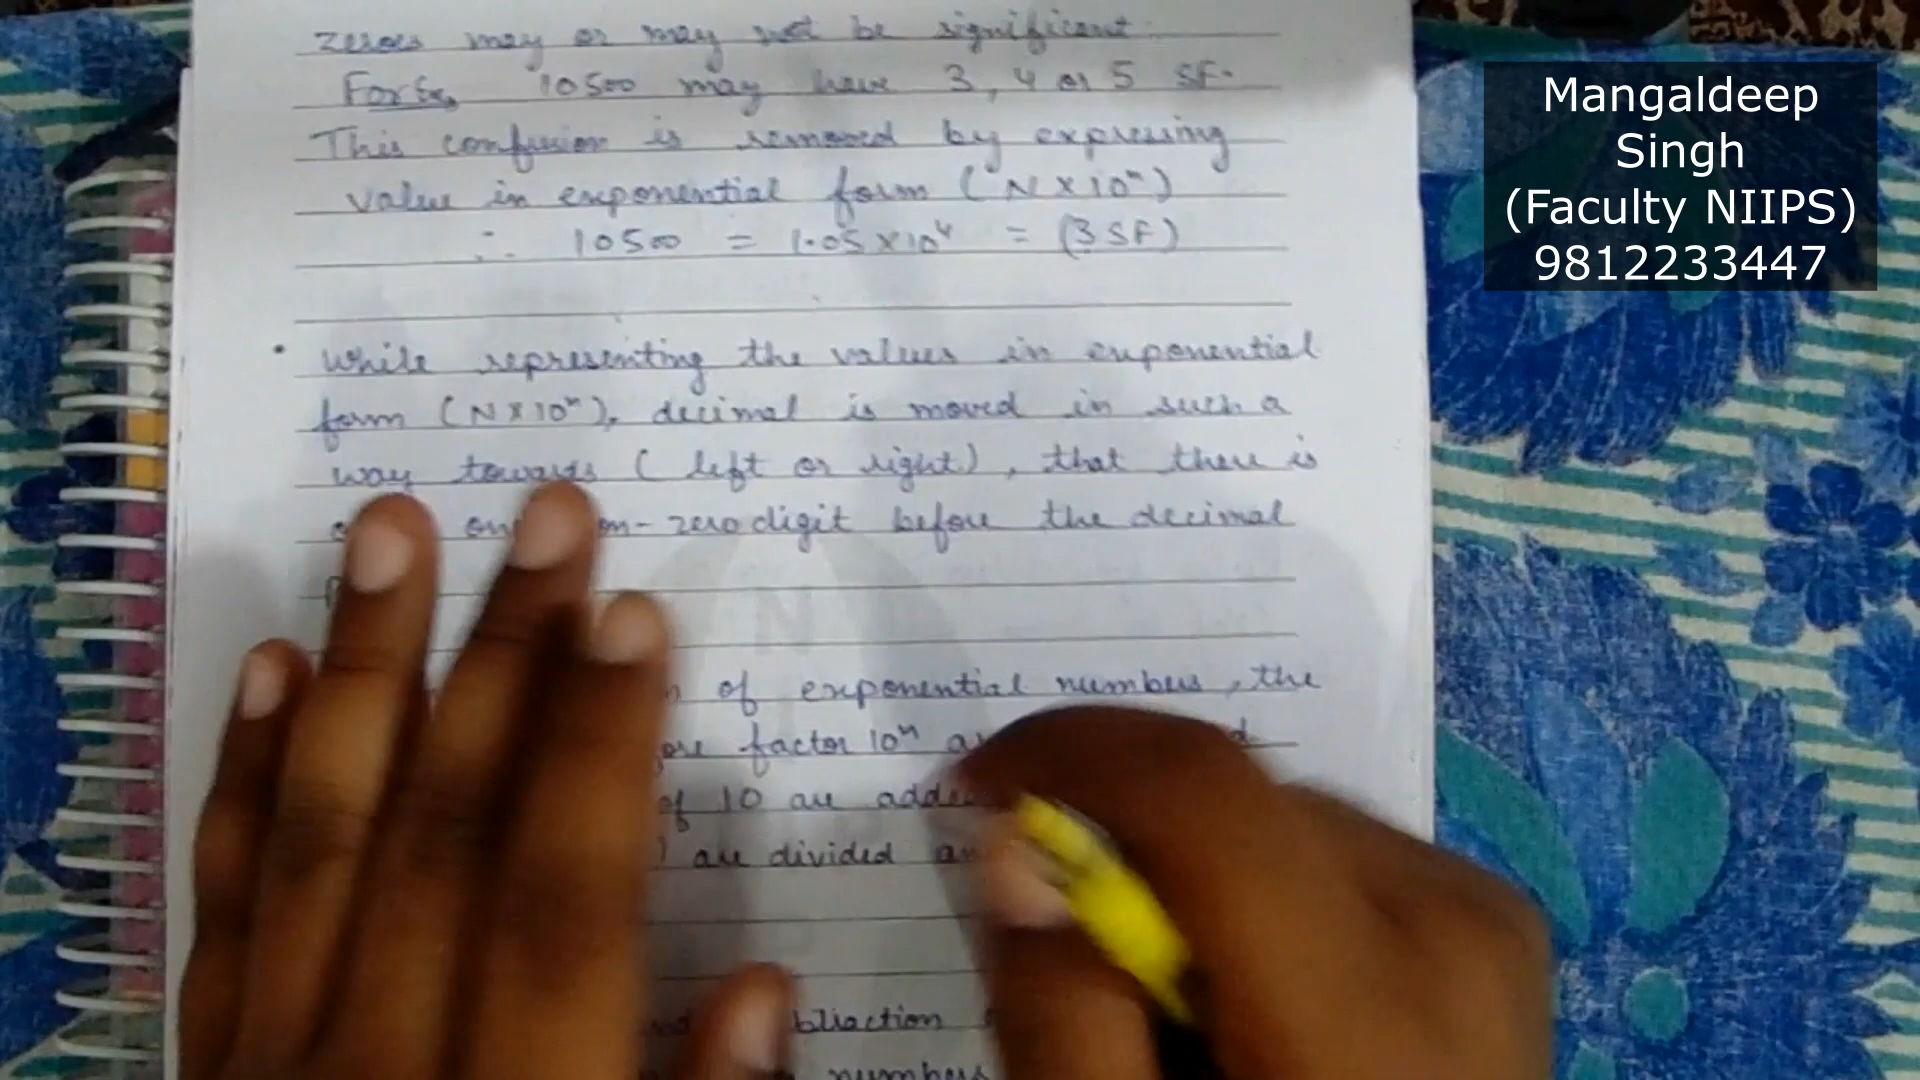 zeroes may or may not be significant.
For Ex, 10500 may have 3, 4 or 5 SF.
This confusion is removed by expressing
value in exponential form (N x 10ⁿ)
∴ 10500 = 1.05 x 10⁴ = (3 SF)
• While representing the values in exponential
form (N x 10ⁿ), decimal is moved in such a
way towards (left or right), that there is
on-zero digit before the decimal
of exponential numbers, the
factor 10ⁿ
of 10 are added
) are divided
numbers
Mangaldeep
Singh
(Faculty NIIPS)
9812233447